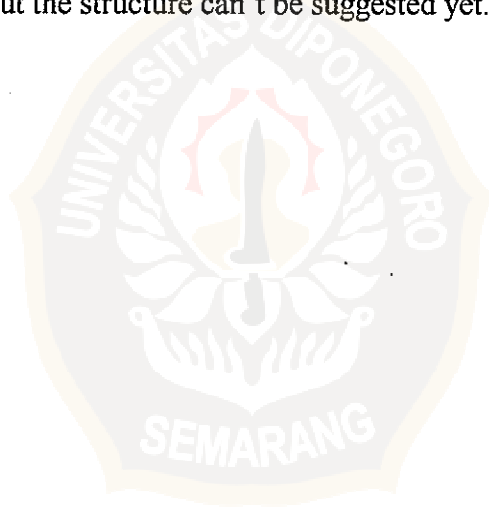 ut the structure can't be suggested yet.
UNIVERSITAS DIPONEGORO
SEMARANG